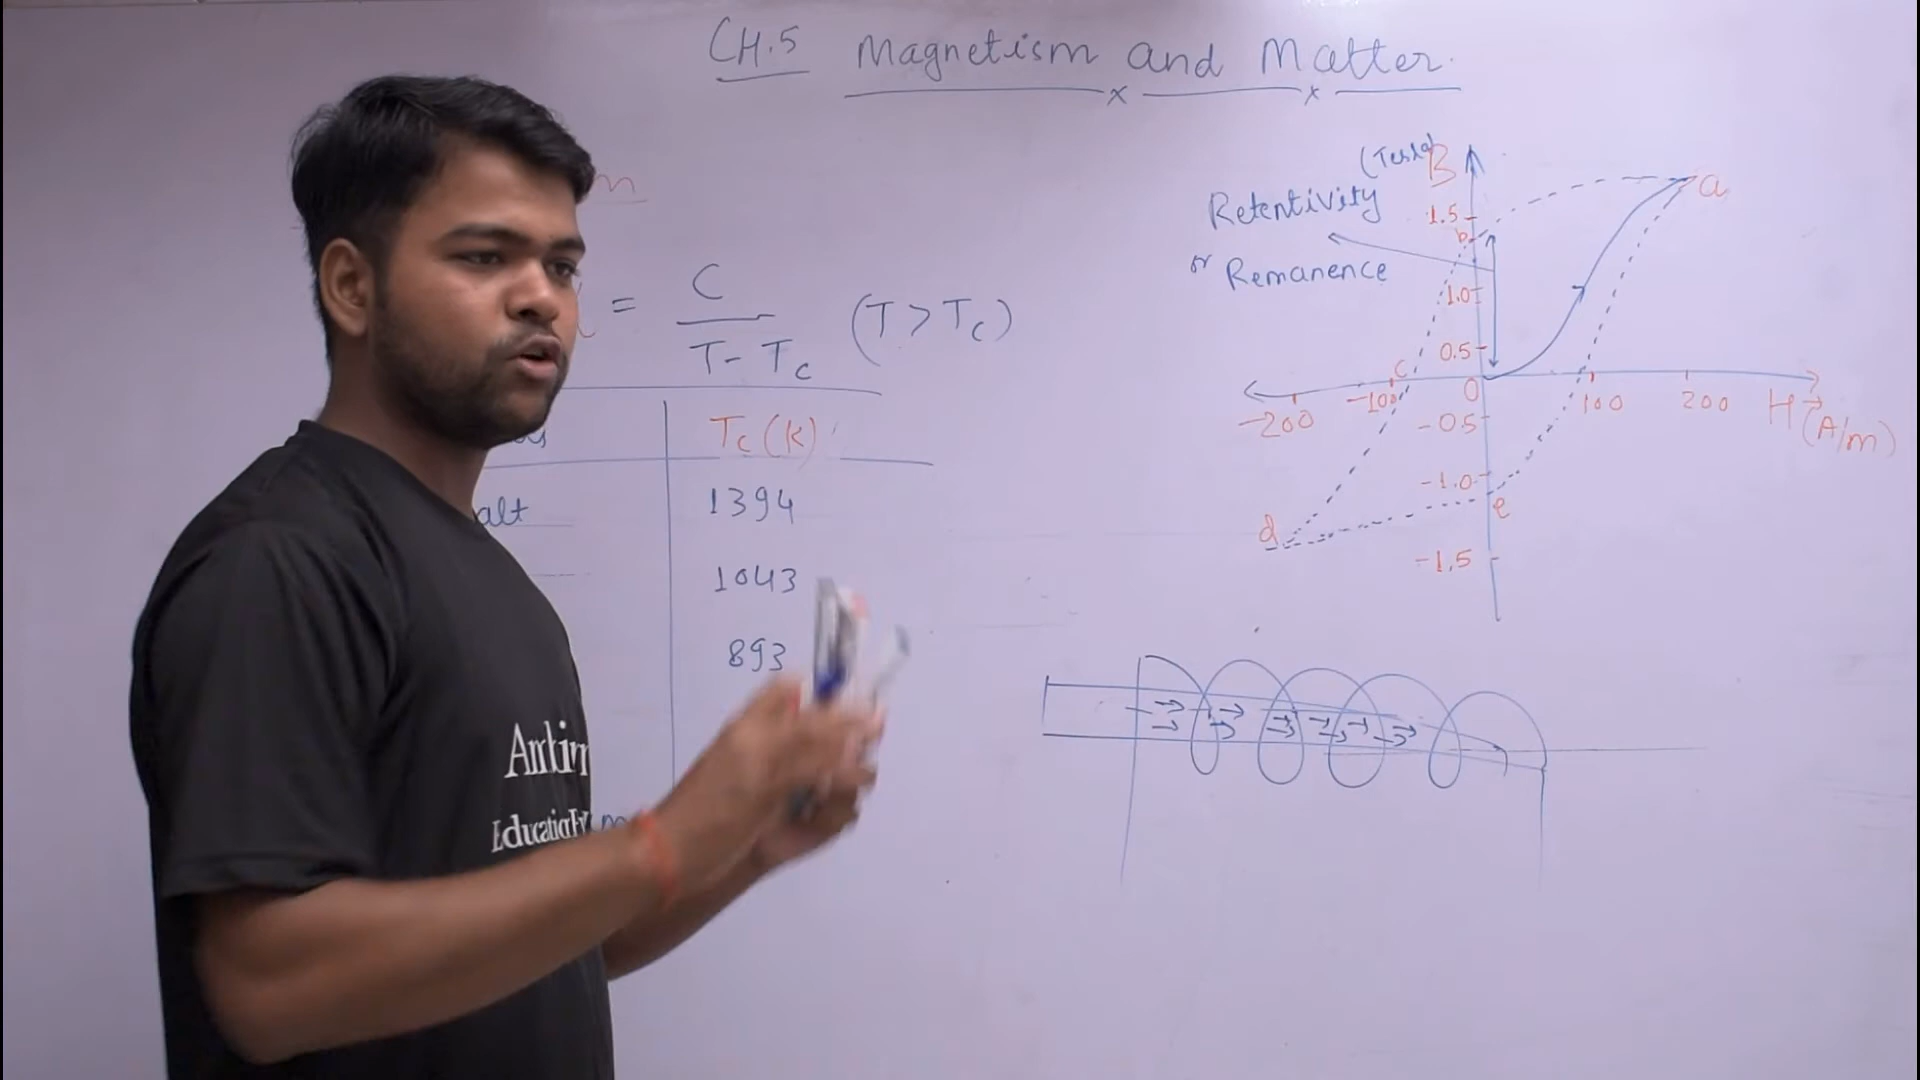 CH.5 Magnetism and Matter.
= C / T - Tc (T > Tc)
Tc (K)
alt 1394
1043
893
(Tesla) B
Retentivity
or Remanence
1.5
b
1.0
0.5
0
-0.5
-1.0
-1.5
a
c
d
e
-200
-100
100
200
H (A/m)